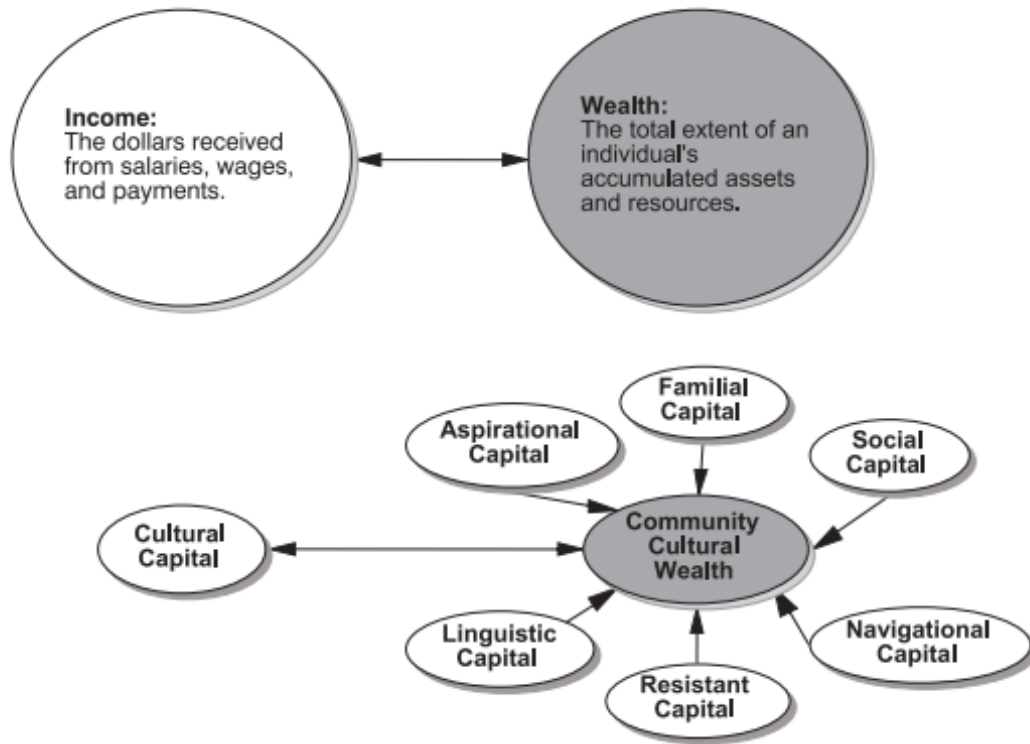 Income:
The dollars received
from salaries, wages,
and payments.
Wealth:
The total extent of an
individual's
accumulated assets
and resources.
Familial
Capital
Aspirational
Capital
Social
Capital
Cultural
Capital
Community
Cultural
Wealth
Linguistic
Capital
Resistant
Capital
Navigational
Capital